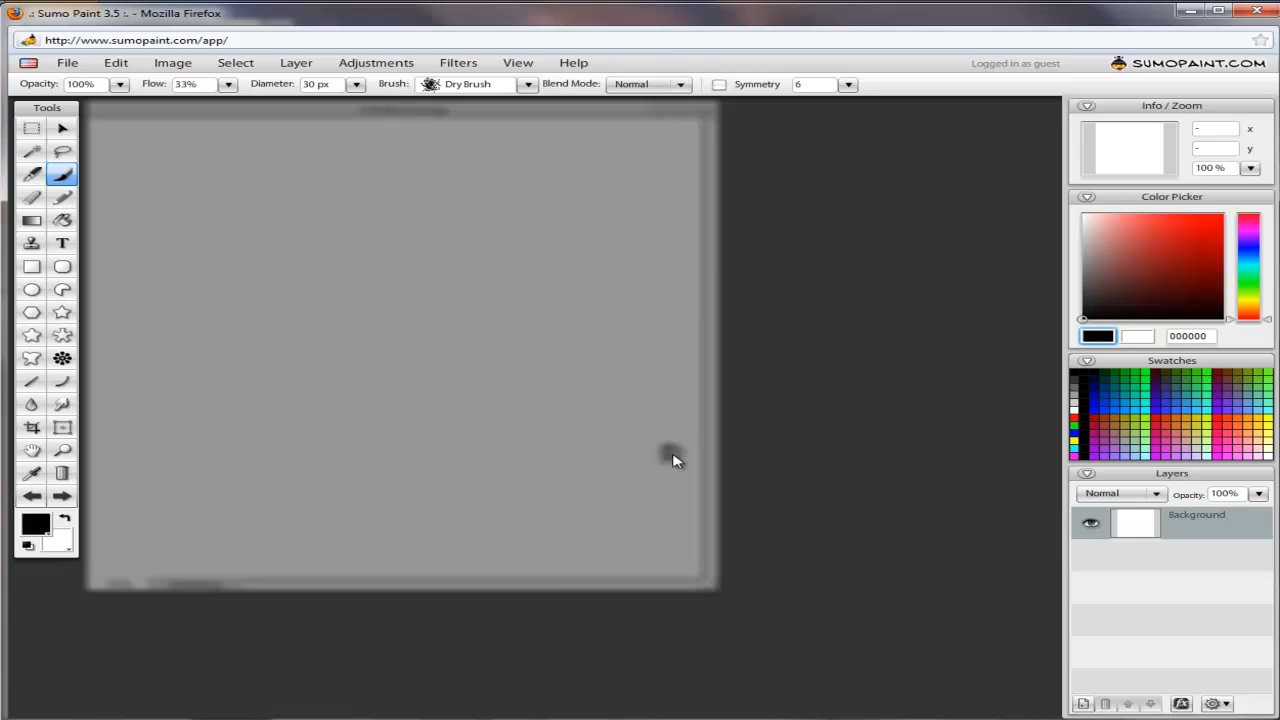 .: Sumo Paint 3.5 :. - Mozilla Firefox
http://www.sumopaint.com/app/
File Edit Image Select Layer Adjustments Filters View Help Logged in as guest SUMOPAINT.COM
Opacity: 100% Flow: 33% Diameter: 30 px Brush: Dry Brush Blend Mode: Normal Symmetry 6
Tools
T
Info / Zoom
- x
- y
100 %
Color Picker
000000
Swatches
Layers
Normal Opacity: 100%
Background